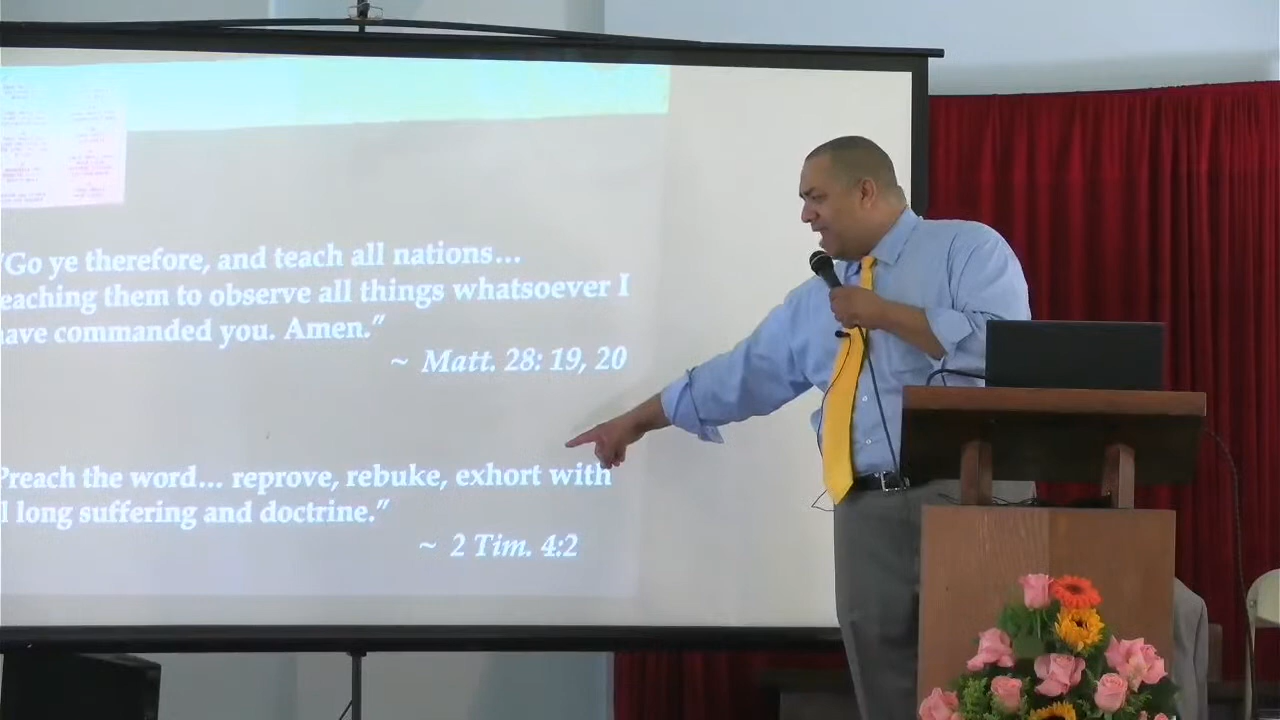 "Go ye therefore, and teach all nations...
eaching them to observe all things whatsoever I
ave commanded you. Amen."
~ Matt. 28: 19, 20
Preach the word... reprove, rebuke, exhort with
l long suffering and doctrine."
~ 2 Tim. 4:2